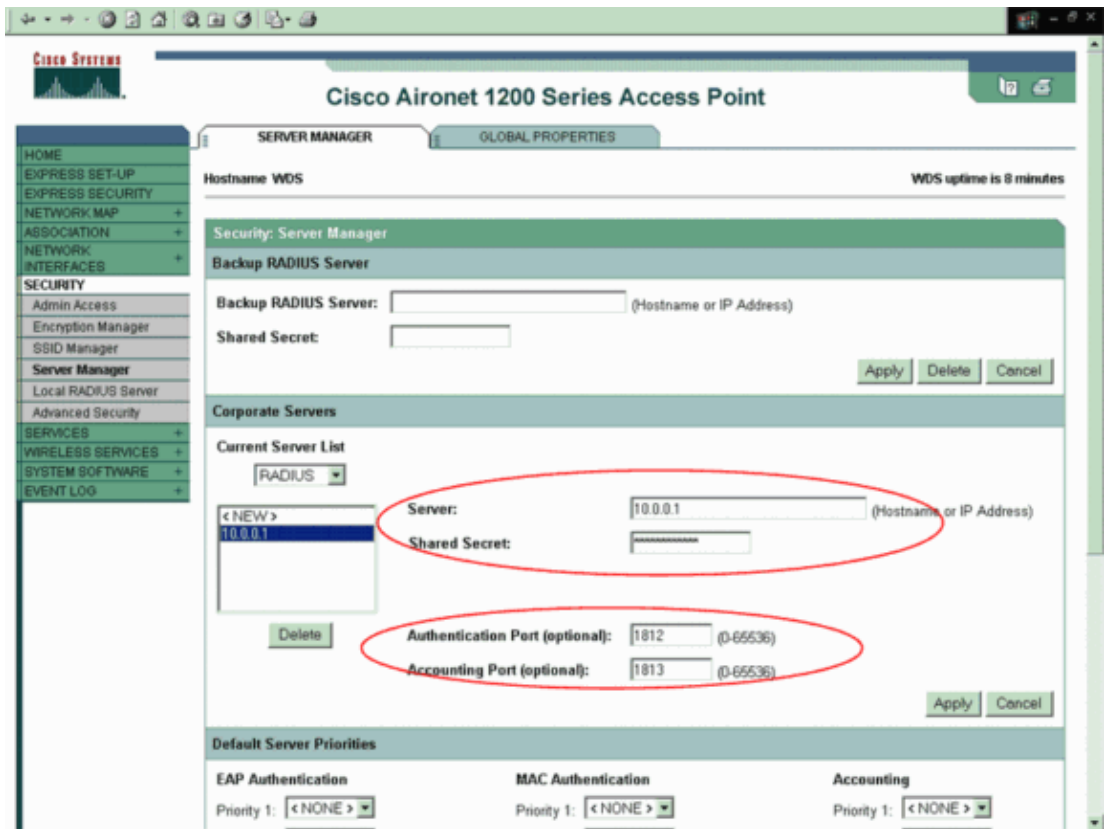 CISCO SYSTEMS
Cisco Aironet 1200 Series Access Point
SERVER MANAGER
GLOBAL PROPERTIES
HOME
EXPRESS SET-UP
EXPRESS SECURITY
NETWORK MAP +
ASSOCIATION +
NETWORK
INTERFACES +
SECURITY
Admin Access
Encryption Manager
SSID Manager
Server Manager
Local RADIUS Server
Advanced Security
SERVICES +
WIRELESS SERVICES +
SYSTEM SOFTWARE +
EVENT LOG +
Hostname WDS
WDS uptime is 8 minutes
Security: Server Manager
Backup RADIUS Server
Backup RADIUS Server: (Hostname or IP Address)
Shared Secret:
Apply Delete Cancel
Corporate Servers
Current Server List
RADIUS
< NEW >
10.0.0.1
Delete
Server: 10.0.0.1 (Hostname or IP Address)
Shared Secret:
Authentication Port (optional): 1812 (0-65536)
Accounting Port (optional): 1813 (0-65536)
Apply Cancel
Default Server Priorities
EAP Authentication
Priority 1: < NONE >
MAC Authentication
Priority 1: < NONE >
Accounting
Priority 1: < NONE >